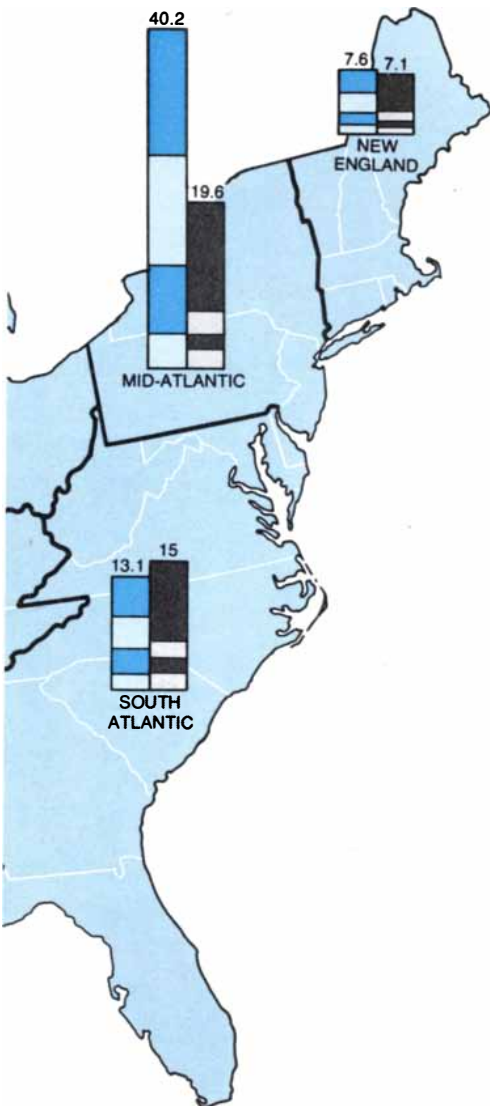 40.2
19.6
MID-ATLANTIC
7.6 7.1
NEW
ENGLAND
13.1 15
SOUTH
ATLANTIC